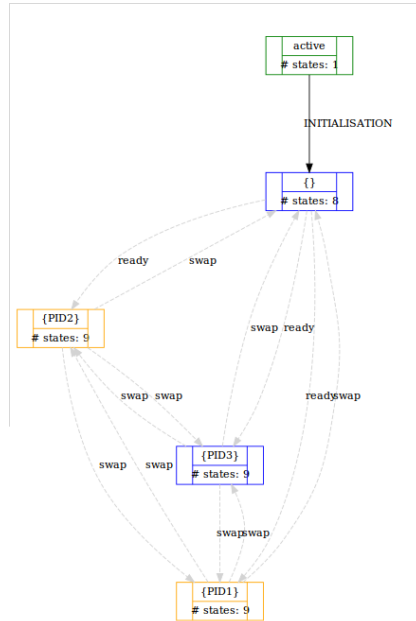 active
# states: 1
INITIALISATION
{}
# states: 8
ready
swap
{PID2}
# states: 9
swap
ready
swap
swap
ready
swap
{PID3}
# states: 9
swap
swap
swap
swap
{PID1}
# states: 9